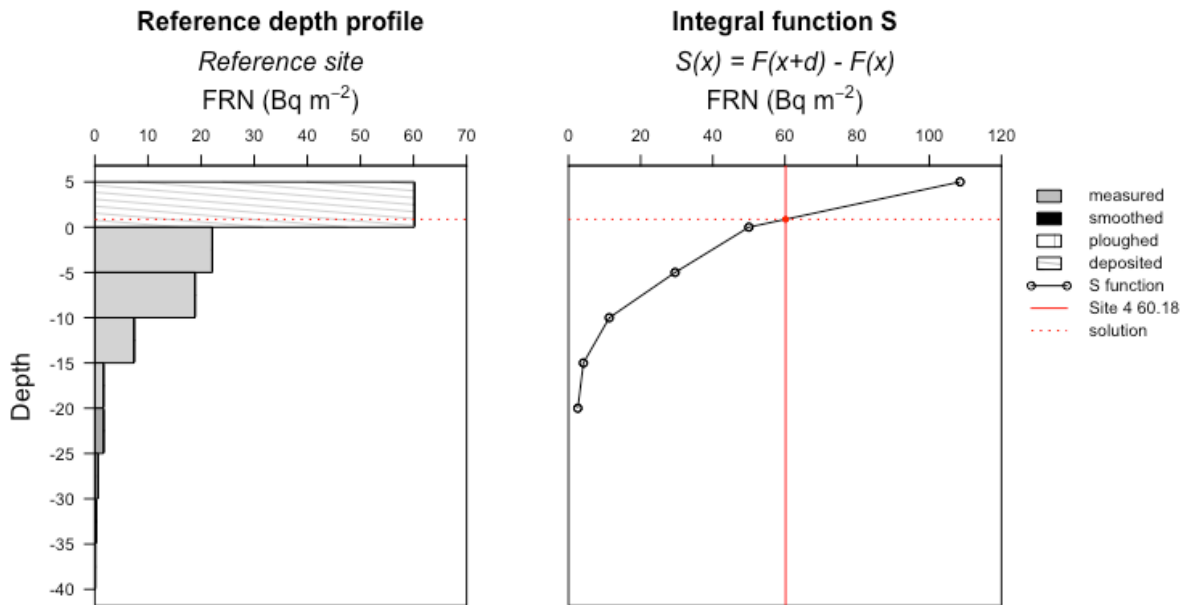 Reference depth profile
Reference site
FRN (Bq m⁻²)
0 10 20 30 40 50 60 70
5
0
-5
-10
-15
-20
-25
-30
-35
-40
Depth
Integral function S
S(x) = F(x+d) - F(x)
FRN (Bq m⁻²)
0 20 40 60 80 100 120
measured
smoothed
ploughed
deposited
S function
Site 4 60.18
solution